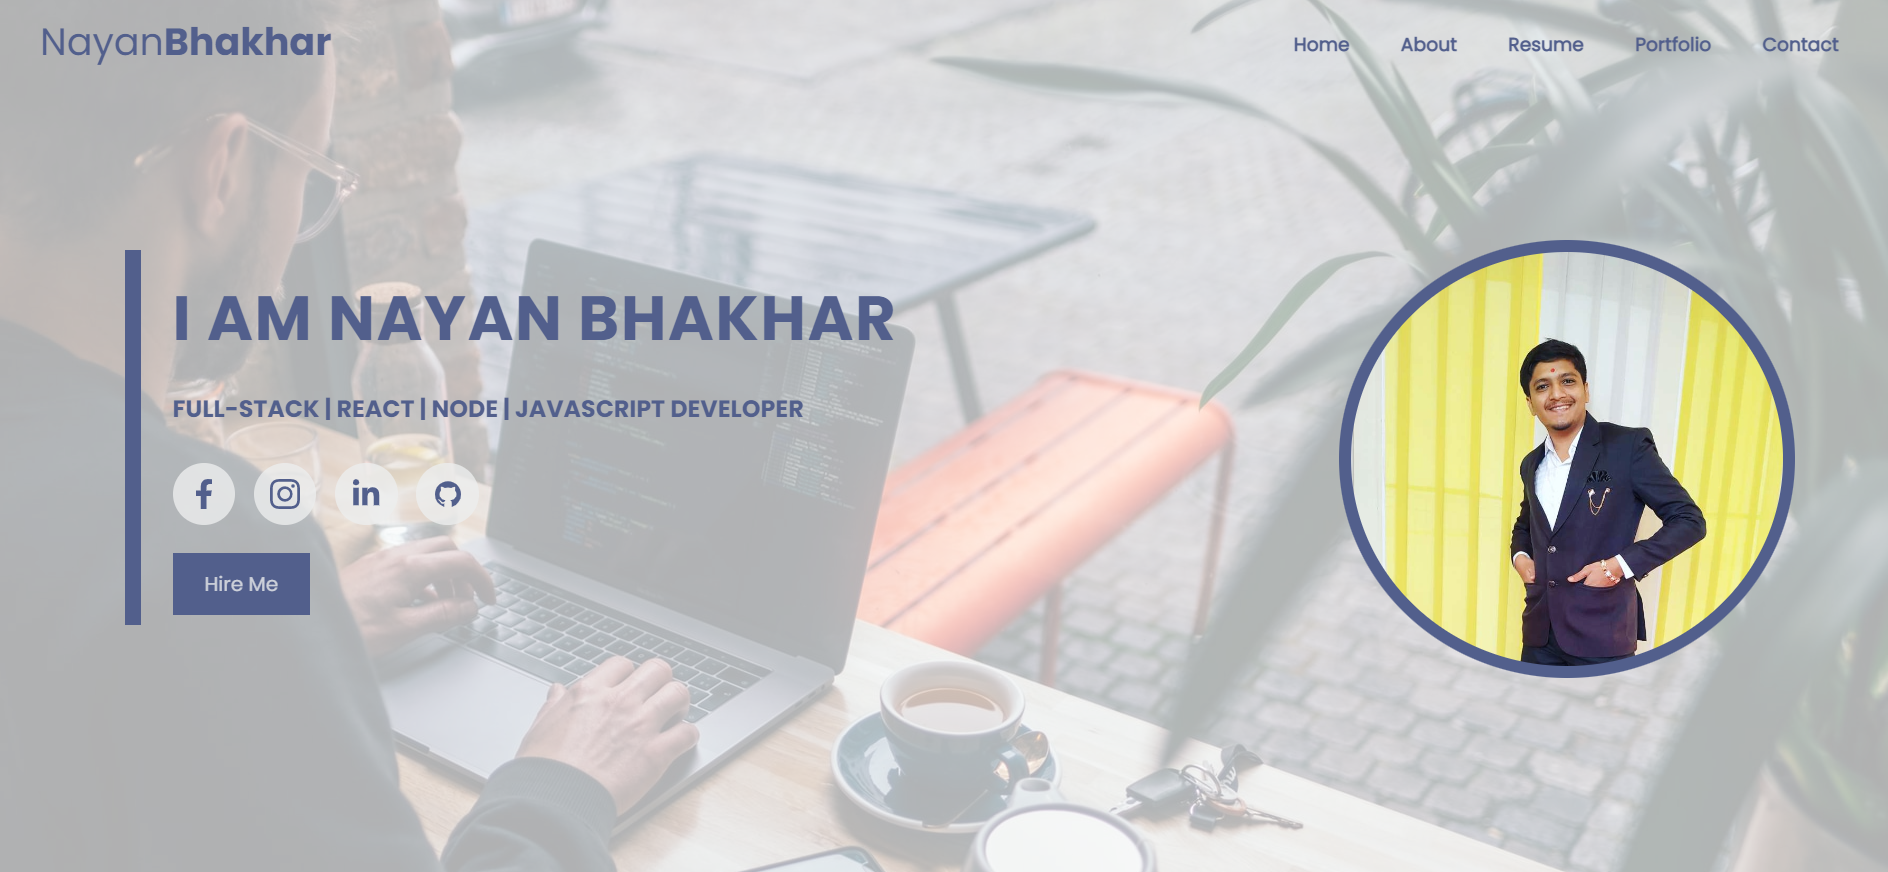 NayanBhakhar
Home About Resume Portfolio Contact
I AM NAYAN BHAKHAR
FULL-STACK | REACT | NODE | JAVASCRIPT DEVELOPER
Hire Me